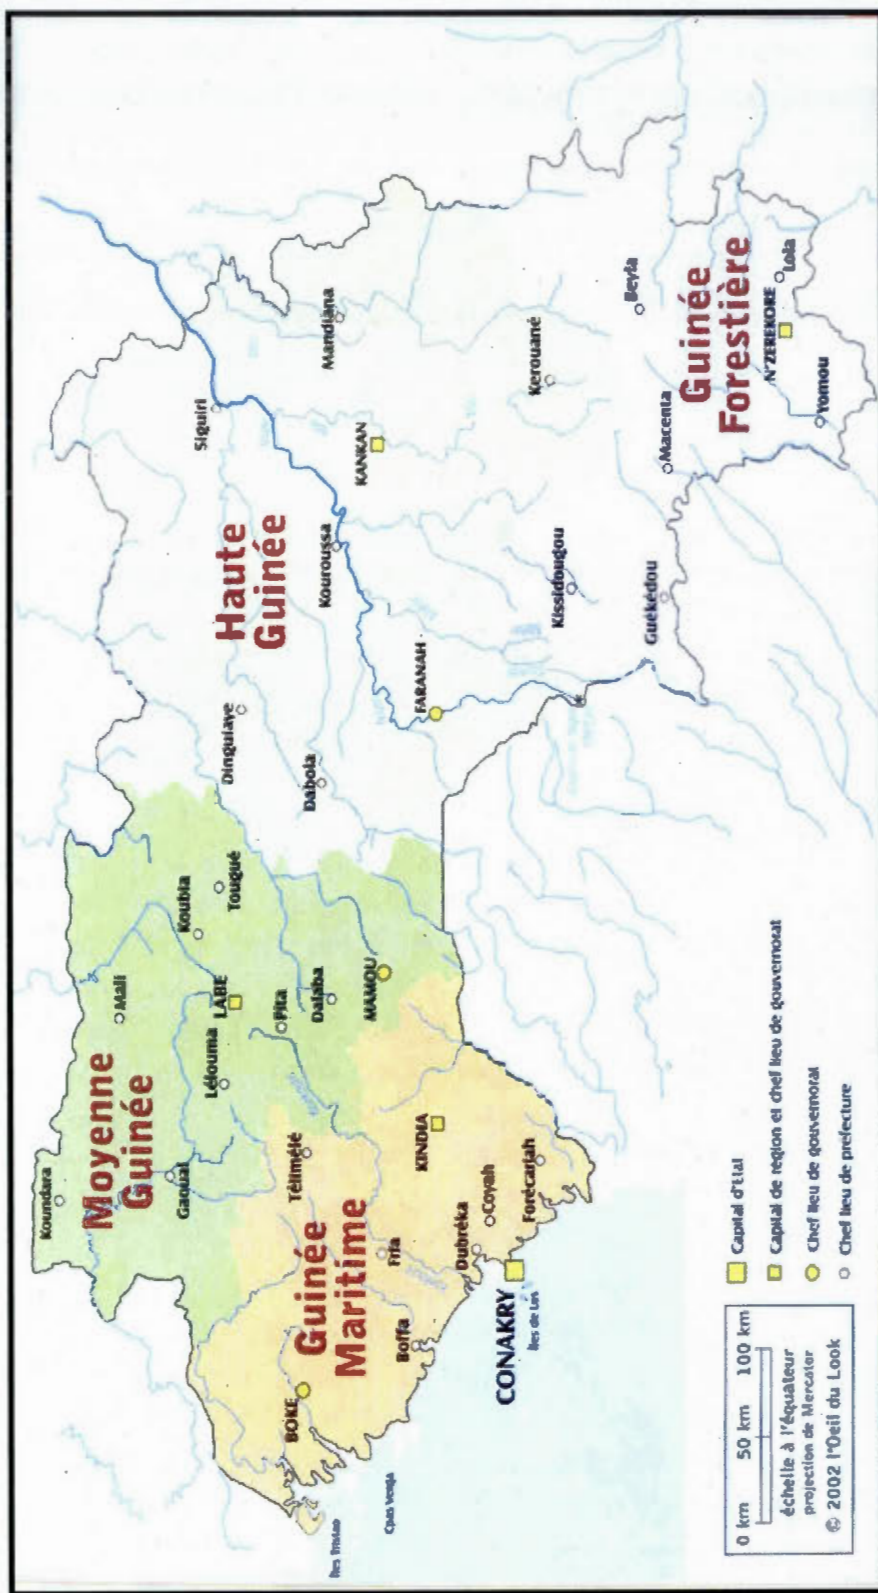 Koundara
Mali
Moyenne
Guinée
Koubia
Gaoual
Lélouma
LABE
Tougué
Pita
Dalaba
MAMOU
Siguiri
Dinguiraye
Haute
Guinée
Mandiana
Dabola
Kouroussa
KANKAN
FARANAH
Télimélé
Guinée
Maritime
BOKE
Fria
KINDIA
Boffa
Dubréka
Coyah
Forécariah
CONAKRY
Iles de Los
Iles Tristao
Kerouané
Kissidougou
Beyla
Macenta
Guékédou
Guinée
Forestière
N'ZEREKORE
Lola
Yomou
0 km 50 km 100 km
échelle à l'équateur
projection de Mercator
© 2002 l'Oeil du Look
Capital d'Etat
Capital de region et chef lieu de gouvernorat
Chef lieu de gouvernorat
Chef lieu de préfecture